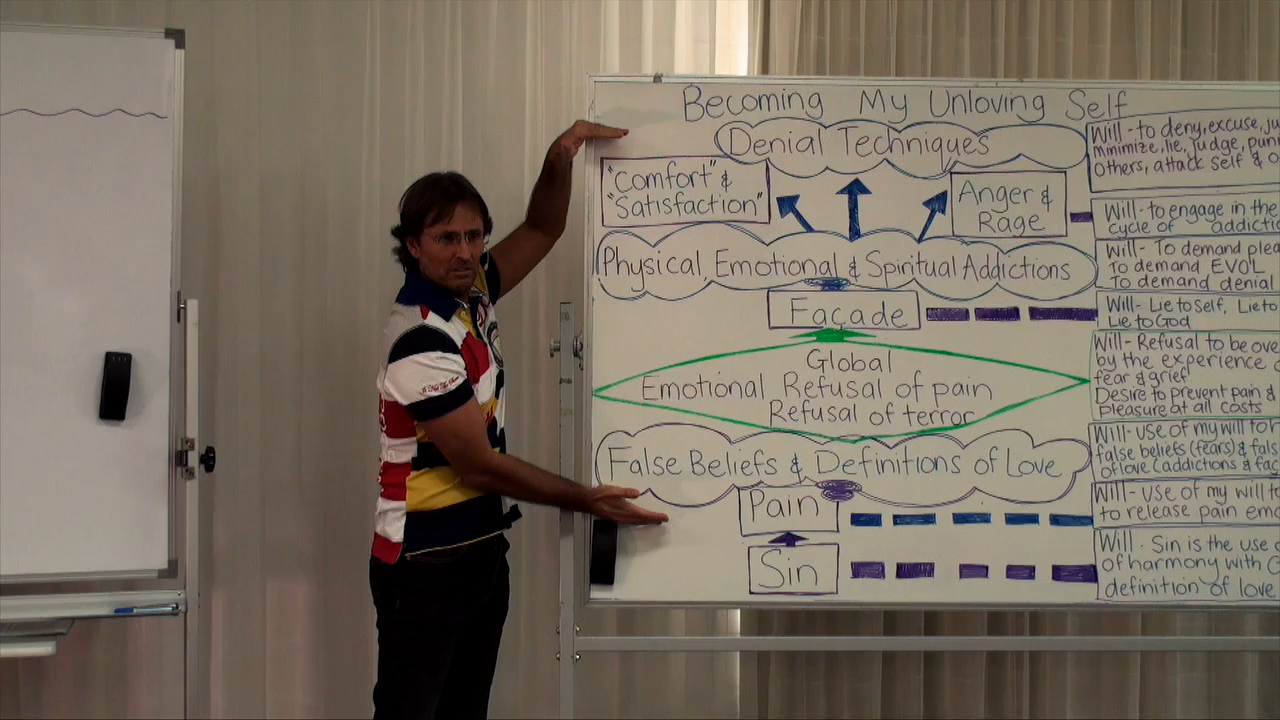 Becoming My Unloving Self
Denial Techniques
"Comfort" &
"Satisfaction"
Anger &
Rage
Physical, Emotional & Spiritual Addictions
Façade
Global
Emotional Refusal of pain
Refusal of terror
False Beliefs & Definitions of Love
Pain
Sin
Will - to deny, excuse,
minimize, lie, judge,
others, attack self &
Will - to engage in the
cycle of
Will - To demand
To demand EVOL
To demand denial
Will - Lie to Self,
Lie to God
Will - Refusal to be
by the experience
fear & grief
Desire to prevent pain &
pleasure at all costs
Will - use of my will to
false beliefs (fears) &
of love (addictions &
Will - use of my will
to release pain
Will - Sin is the use
of harmony with
definition of love